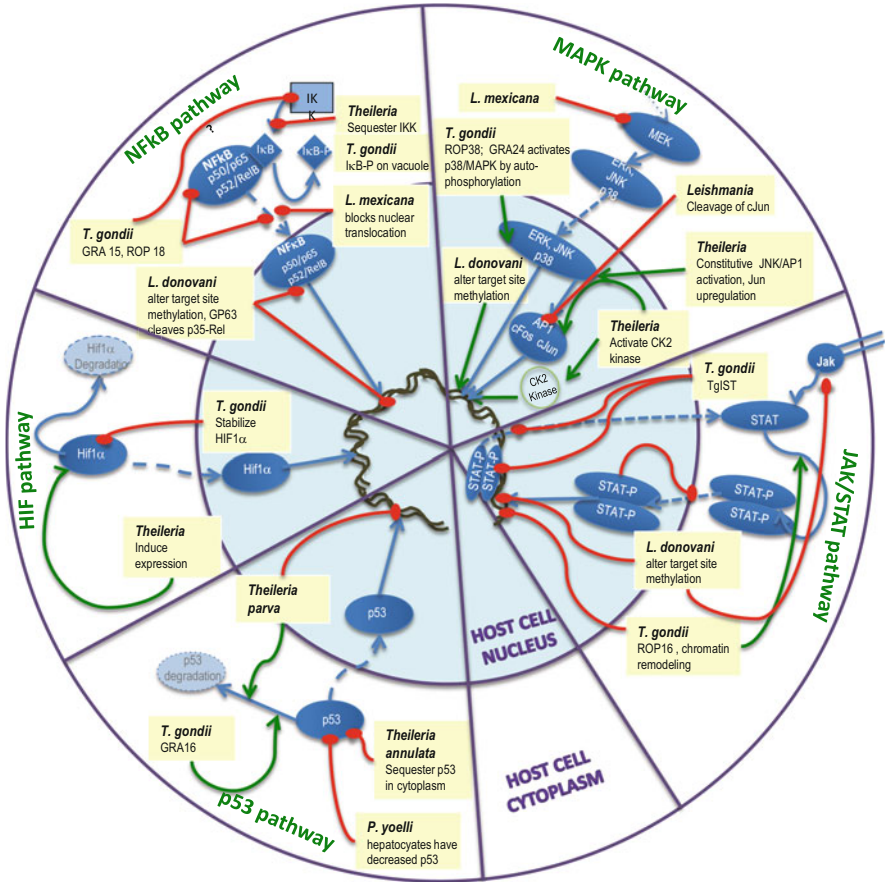 NFkB pathway
IK
K
?
Theileria
Sequester IKK
IκB
IκB-P
T. gondii
IκB-P on vacuole
NFkB
p50/p65
p52/RelB
L. mexicana
blocks nuclear
translocation
T. gondii
GRA 15, ROP 18
NFκB
p50/p65
p52/RelB
L. donovani
alter target site
methylation, GP63
cleaves p35-Rel
MAPK pathway
L. mexicana
MEK
T. gondii
ROP38; GRA24 activates
p38/MAPK by auto-
phosphorylation
ERK,
JNK
p38
Leishmania
Cleavage of cJun
ERK, JNK
p38
L. donovani
alter target site
methylation
Theileria
Constitutive JNK/AP1
activation, Jun
upregulation
AP1
cFos cJun
Theileria
Activate CK2
kinase
CK2
Kinase
JAK/STAT pathway
Jak
T. gondii
TgIST
STAT
STAT-P
STAT-P
STAT-P
STAT-P
STAT-P
STAT-P
L. donovani
alter target site
methylation
T. gondii
ROP16 , chromatin
remodeling
HIF pathway
Hif1α
Degradatio
T. gondii
Stabilize
HIF1α
Hif1α
Hif1α
Theileria
Induce
expression
p53 pathway
Theileria
parva
p53
p53
degradation
p53
T. gondii
GRA16
Theileria
annulata
Sequester p53
in cytoplasm
P. yoelli
hepatocytes have
decreased p53
HOST CELL
NUCLEUS
HOST CELL
CYTOPLASM